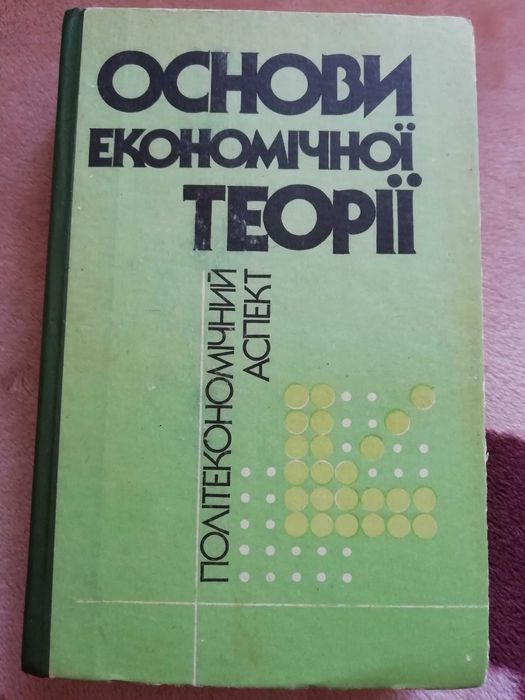 ОСНОВИ
ЕКОНОМІЧНОЇ
ТЕОРІЇ
ПОЛІТЕКОНОМІЧНИЙ
АСПЕКТ